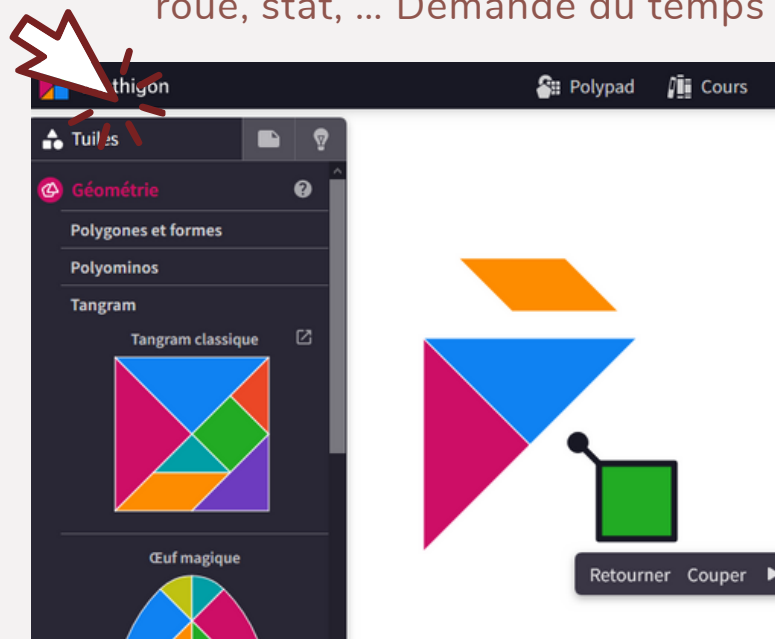 roue, stat, ... Demande du temps
thigon
Polypad
Cours
Tuiles
Géométrie
?
Polygones et formes
Polyominos
Tangram
Tangram classique
Œuf magique
Retourner Couper